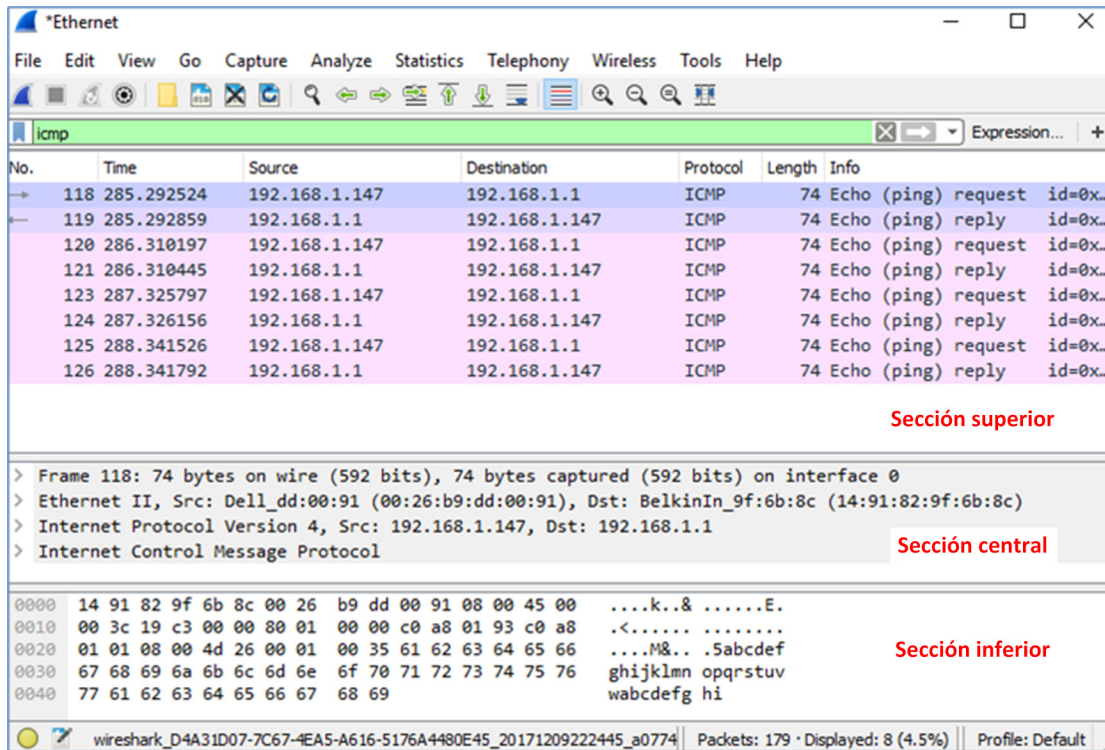 *Ethernet
File Edit View Go Capture Analyze Statistics Telephony Wireless Tools Help
icmp Expression... +
No. Time Source Destination Protocol Length Info
118 285.292524 192.168.1.147 192.168.1.1 ICMP 74 Echo (ping) request id=0x…
119 285.292859 192.168.1.1 192.168.1.147 ICMP 74 Echo (ping) reply id=0x…
120 286.310197 192.168.1.147 192.168.1.1 ICMP 74 Echo (ping) request id=0x…
121 286.310445 192.168.1.1 192.168.1.147 ICMP 74 Echo (ping) reply id=0x…
123 287.325797 192.168.1.147 192.168.1.1 ICMP 74 Echo (ping) request id=0x…
124 287.326156 192.168.1.1 192.168.1.147 ICMP 74 Echo (ping) reply id=0x…
125 288.341526 192.168.1.147 192.168.1.1 ICMP 74 Echo (ping) request id=0x…
126 288.341792 192.168.1.1 192.168.1.147 ICMP 74 Echo (ping) reply id=0x…
Sección superior
> Frame 118: 74 bytes on wire (592 bits), 74 bytes captured (592 bits) on interface 0
> Ethernet II, Src: Dell_dd:00:91 (00:26:b9:dd:00:91), Dst: BelkinIn_9f:6b:8c (14:91:82:9f:6b:8c)
> Internet Protocol Version 4, Src: 192.168.1.147, Dst: 192.168.1.1
> Internet Control Message Protocol
Sección central
0000 14 91 82 9f 6b 8c 00 26 b9 dd 00 91 08 00 45 00 ....k..& ......E.
0010 00 3c 19 c3 00 00 80 01 00 00 c0 a8 01 93 c0 a8 .<...... ........
0020 01 01 08 00 4d 26 00 01 00 35 61 62 63 64 65 66 ....M&.. .5abcdef
0030 67 68 69 6a 6b 6c 6d 6e 6f 70 71 72 73 74 75 76 ghijklmn opqrstuv
0040 77 61 62 63 64 65 66 67 68 69 wabcdefg hi
Sección inferior
wireshark_D4A31D07-7C67-4EA5-A616-5176A4480E45_20171209222445_a0774 Packets: 179 · Displayed: 8 (4.5%) Profile: Default